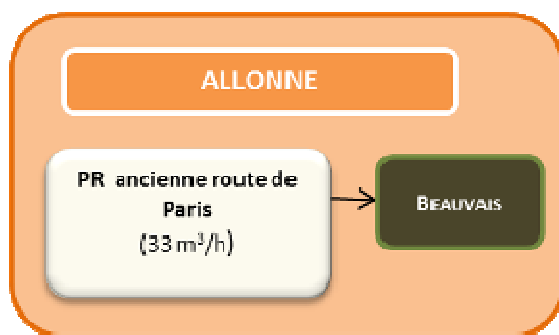 ALLONNE
PR ancienne route de
Paris
(33 m³/h)
BEAUVAIS